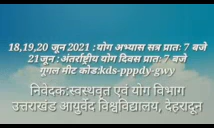 18,19,20 जून 2021 :योग अभ्यास सत्र प्रातः 7 बजे
21जून :अंतर्राष्ट्रीय योग दिवस प्रातः 7 बजे
गूगल मीट कोड:kds-pppdy-gwy
निवेदक:स्वस्थवृत्त एवं योग विभाग
उत्तराखंड आयुर्वेद विश्वविद्यालय, देहरादून